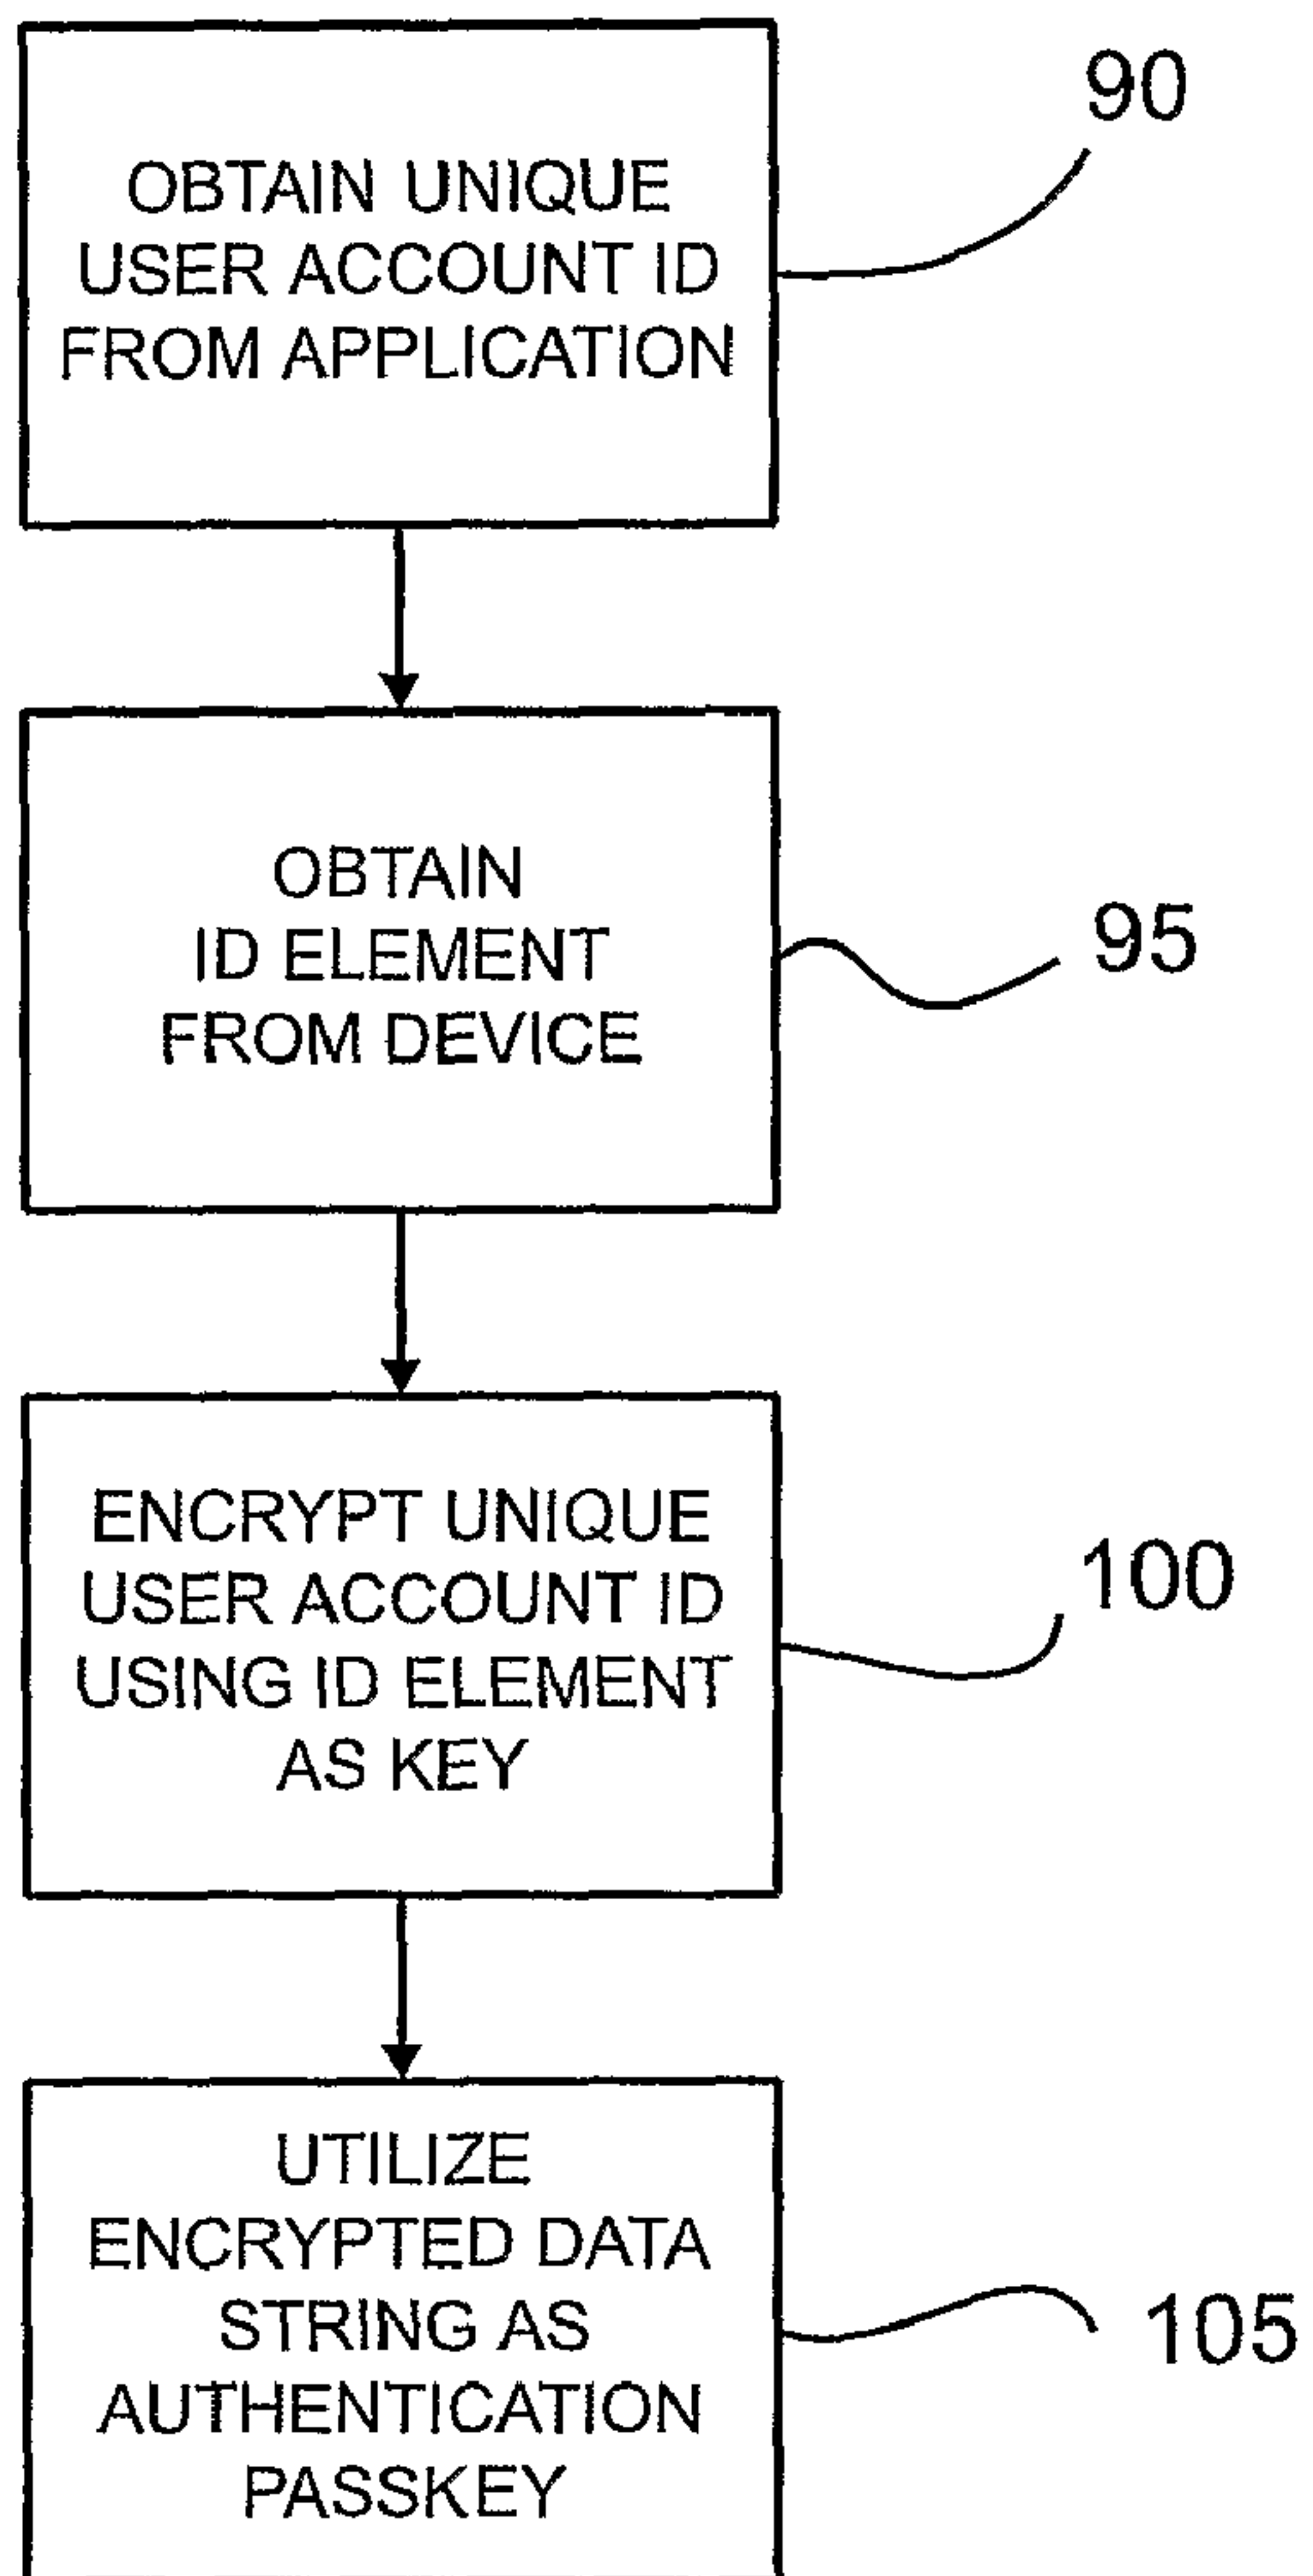 90
OBTAIN UNIQUE
USER ACCOUNT ID
FROM APPLICATION
OBTAIN
ID ELEMENT
FROM DEVICE
95
ENCRYPT UNIQUE
USER ACCOUNT ID
USING ID ELEMENT
AS KEY
100
UTILIZE
ENCRYPTED DATA
STRING AS
AUTHENTICATION
PASSKEY
105